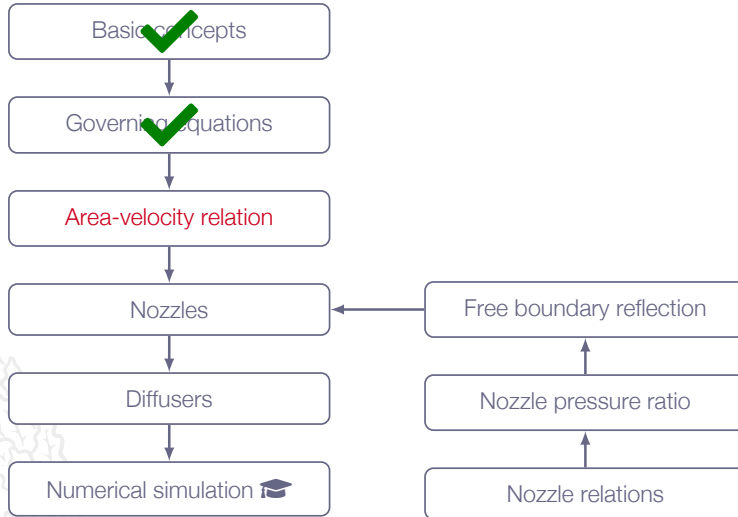 Basic concepts
Governing equations
Area-velocity relation
Nozzles
Diffusers
Numerical simulation
Free boundary reflection
Nozzle pressure ratio
Nozzle relations